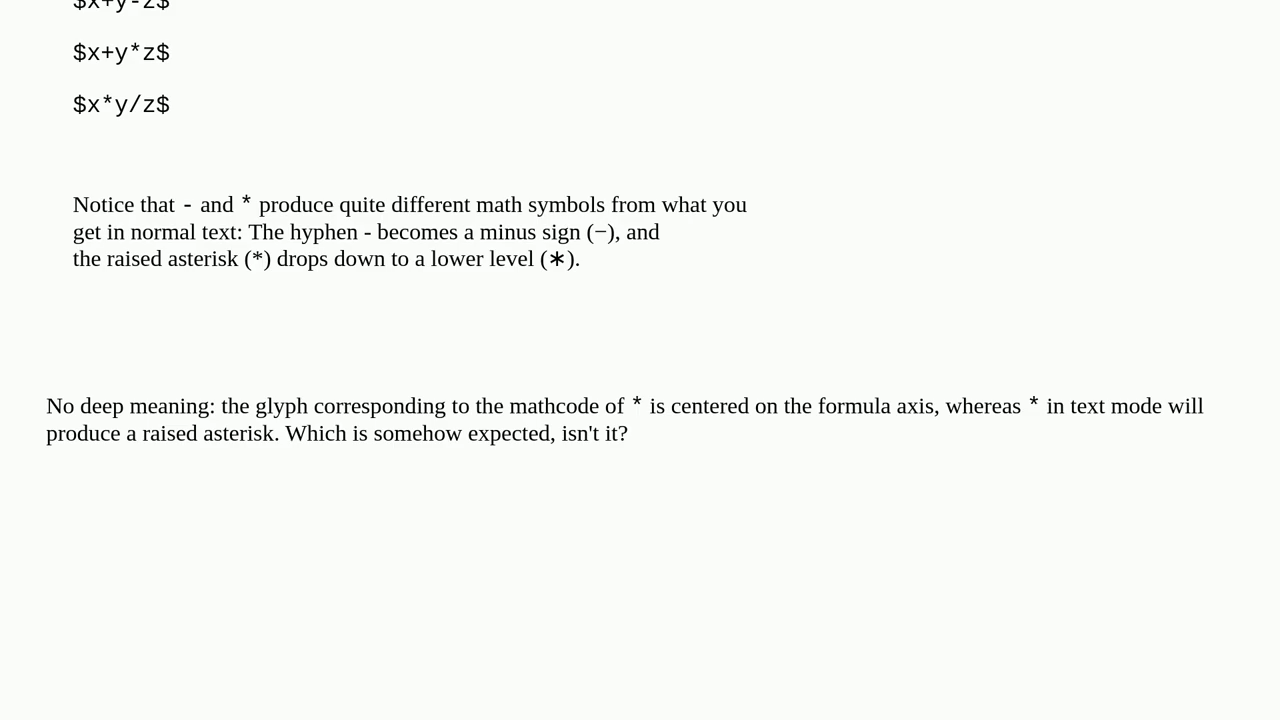 $x+y-z$
$x+y*z$
$x*y/z$
Notice that - and * produce quite different math symbols from what you
get in normal text: The hyphen - becomes a minus sign (−), and
the raised asterisk (*) drops down to a lower level (∗).
No deep meaning: the glyph corresponding to the mathcode of * is centered on the formula axis, whereas * in text mode will
produce a raised asterisk. Which is somehow expected, isn't it?